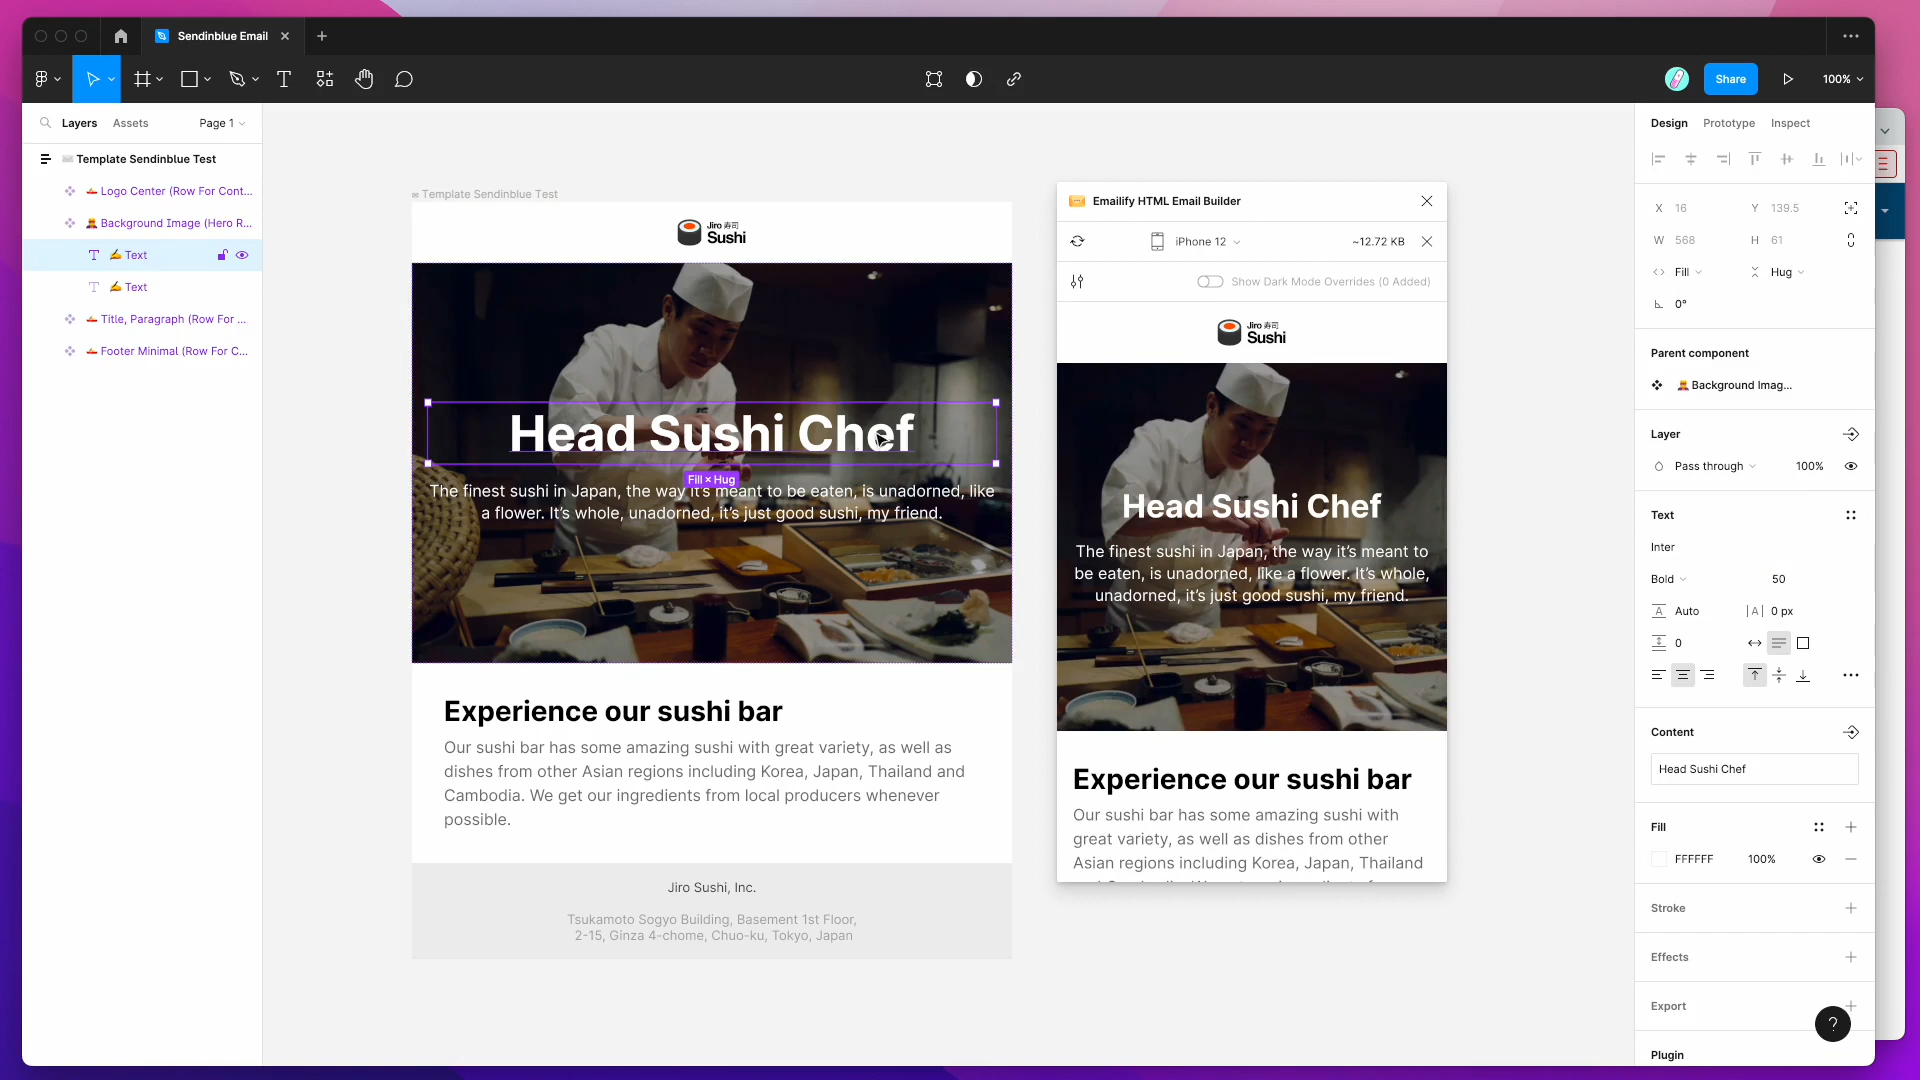 Sendinblue Email
Share
100%
Layers
Assets
Page 1
Template Sendinblue Test
Logo Center (Row For Cont...
Background Image (Hero R...
Text
Text
Title, Paragraph (Row For ...
Footer Minimal (Row For C...
Template Sendinblue Test
Jiro 寿司
Sushi
Head Sushi Chef
Fill × Hug
The finest sushi in Japan, the way it’s meant to be eaten, is unadorned, like
a flower. It’s whole, unadorned, it’s just good sushi, my friend.
Experience our sushi bar
Our sushi bar has some amazing sushi with great variety, as well as
dishes from other Asian regions including Korea, Japan, Thailand and
Cambodia. We get our ingredients from local producers whenever
possible.
Jiro Sushi, Inc.
Tsukamoto Sogyo Building, Basement 1st Floor,
2-15, Ginza 4-chome, Chuo-ku, Tokyo, Japan
Emailify HTML Email Builder
iPhone 12
~12.72 KB
Show Dark Mode Overrides (0 Added)
Jiro 寿司
Sushi
Head Sushi Chef
The finest sushi in Japan, the way it’s meant to
be eaten, is unadorned, like a flower. It’s whole,
unadorned, it’s just good sushi, my friend.
Experience our sushi bar
Our sushi bar has some amazing sushi with
great variety, as well as dishes from other
Asian regions including Korea, Japan, Thailand
Design
Prototype
Inspect
X 16
Y 139.5
W 568
H 61
Fill
Hug
0°
Parent component
Background Imag...
Layer
Pass through
100%
Text
Inter
Bold
50
Auto
|A| 0 px
0
Content
Head Sushi Chef
Fill
FFFFFF
100%
Stroke
Effects
Export
?
Plugin